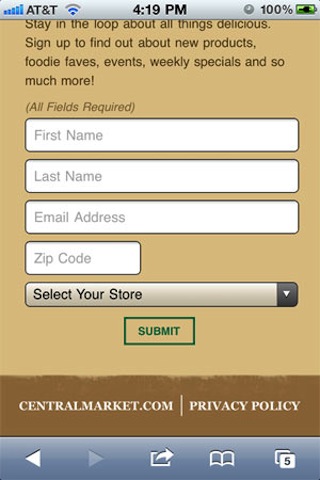 AT&T 4:19 PM 100%
Stay in the loop about all things delicious.
Sign up to find out about new products,
foodie faves, events, weekly specials and so
much more!
(All Fields Required)
First Name
Last Name
Email Address
Zip Code
Select Your Store
SUBMIT
CENTRALMARKET.COM | PRIVACY POLICY
5